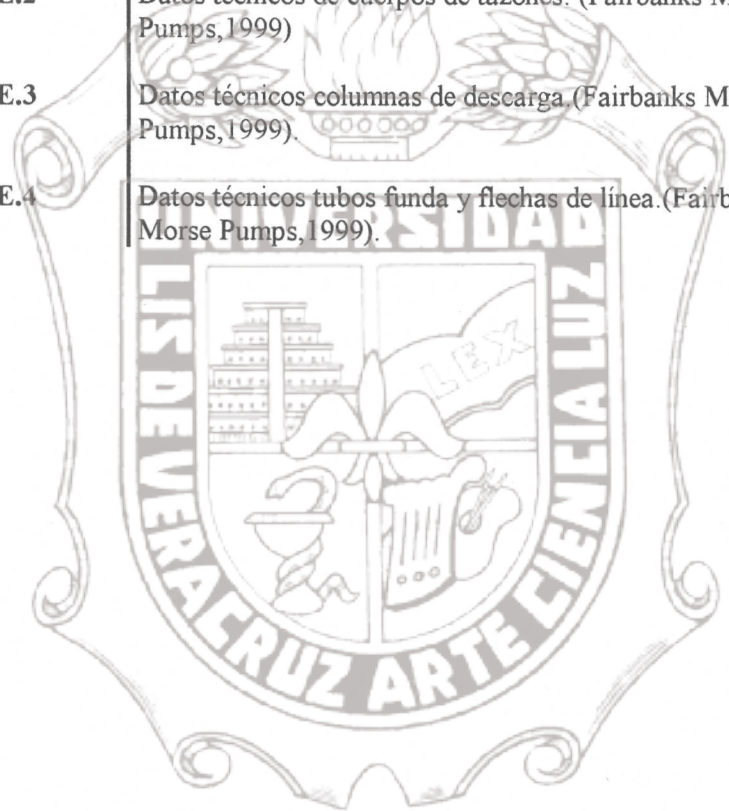 E.2 Datos técnicos de cuerpos de tazones. (Fairbanks M
Pumps,1999)
E.3 Datos técnicos columnas de descarga.(Fairbanks M
Pumps,1999).
E.4 Datos técnicos tubos funda y flechas de línea.(Fairb
Morse Pumps,1999).
UNIVERSIDAD
LIS DE VERACRUZ ARTE CIENCIA LUZ
LEX